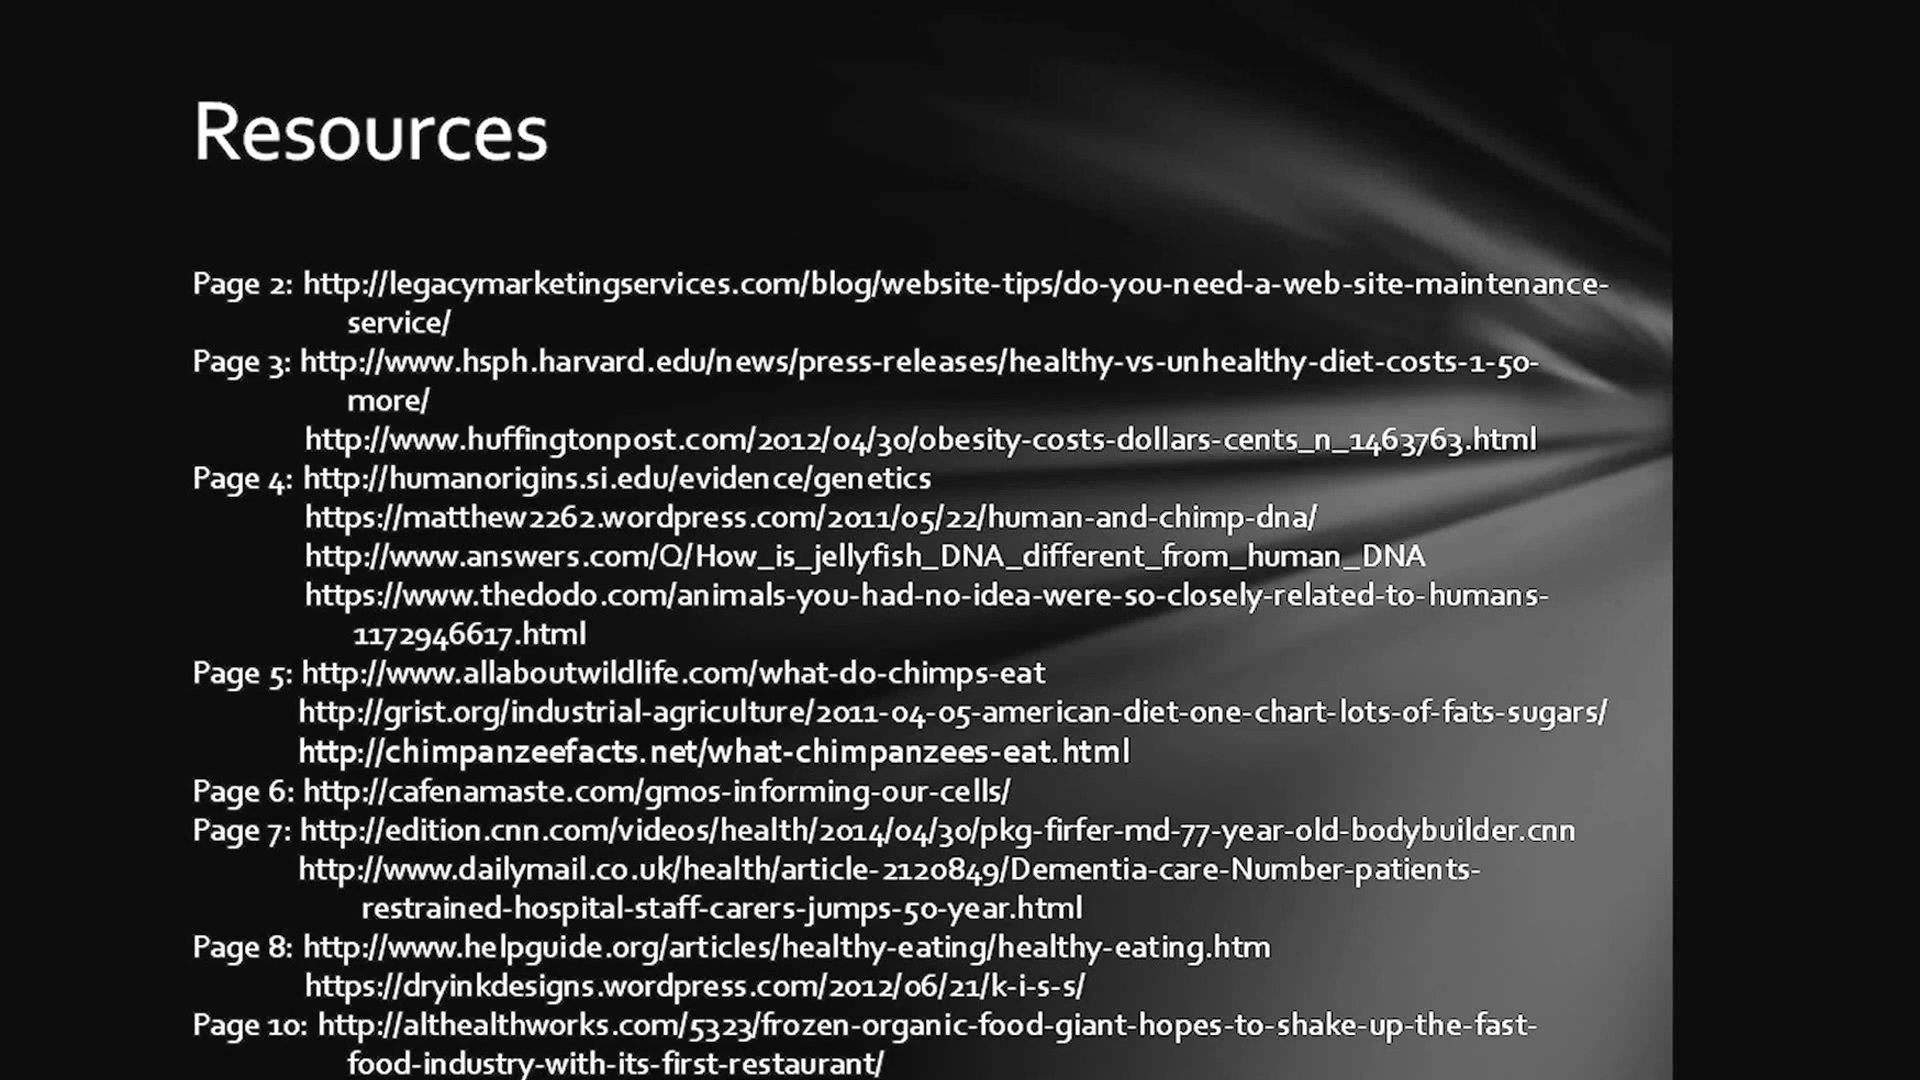 Resources
Page 2: http://legacymarketingservices.com/blog/website-tips/do-you-need-a-web-site-maintenance-
service/
Page 3: http://www.hsph.harvard.edu/news/press-releases/healthy-vs-unhealthy-diet-costs-1-50-
more/
http://www.huffingtonpost.com/2012/04/30/obesity-costs-dollars-cents_n_1463763.html
Page 4: http://humanorigins.si.edu/evidence/genetics
https://matthew2262.wordpress.com/2011/05/22/human-and-chimp-dna/
http://www.answers.com/Q/How_is_jellyfish_DNA_different_from_human_DNA
https://www.thedodo.com/animals-you-had-no-idea-were-so-closely-related-to-humans-
1172946617.html
Page 5: http://www.allaboutwildlife.com/what-do-chimps-eat
http://grist.org/industrial-agriculture/2011-04-05-american-diet-one-chart-lots-of-fats-sugars/
http://chimpanzeefacts.net/what-chimpanzees-eat.html
Page 6: http://cafenamaste.com/gmos-informing-our-cells/
Page 7: http://edition.cnn.com/videos/health/2014/04/30/pkg-firfer-md-77-year-old-bodybuilder.cnn
http://www.dailymail.co.uk/health/article-2120849/Dementia-care-Number-patients-
restrained-hospital-staff-carers-jumps-50-year.html
Page 8: http://www.helpguide.org/articles/healthy-eating/healthy-eating.htm
https://dryinkdesigns.wordpress.com/2012/06/21/k-i-s-s/
Page 10: http://althealthworks.com/5323/frozen-organic-food-giant-hopes-to-shake-up-the-fast-
food-industry-with-its-first-restaurant/